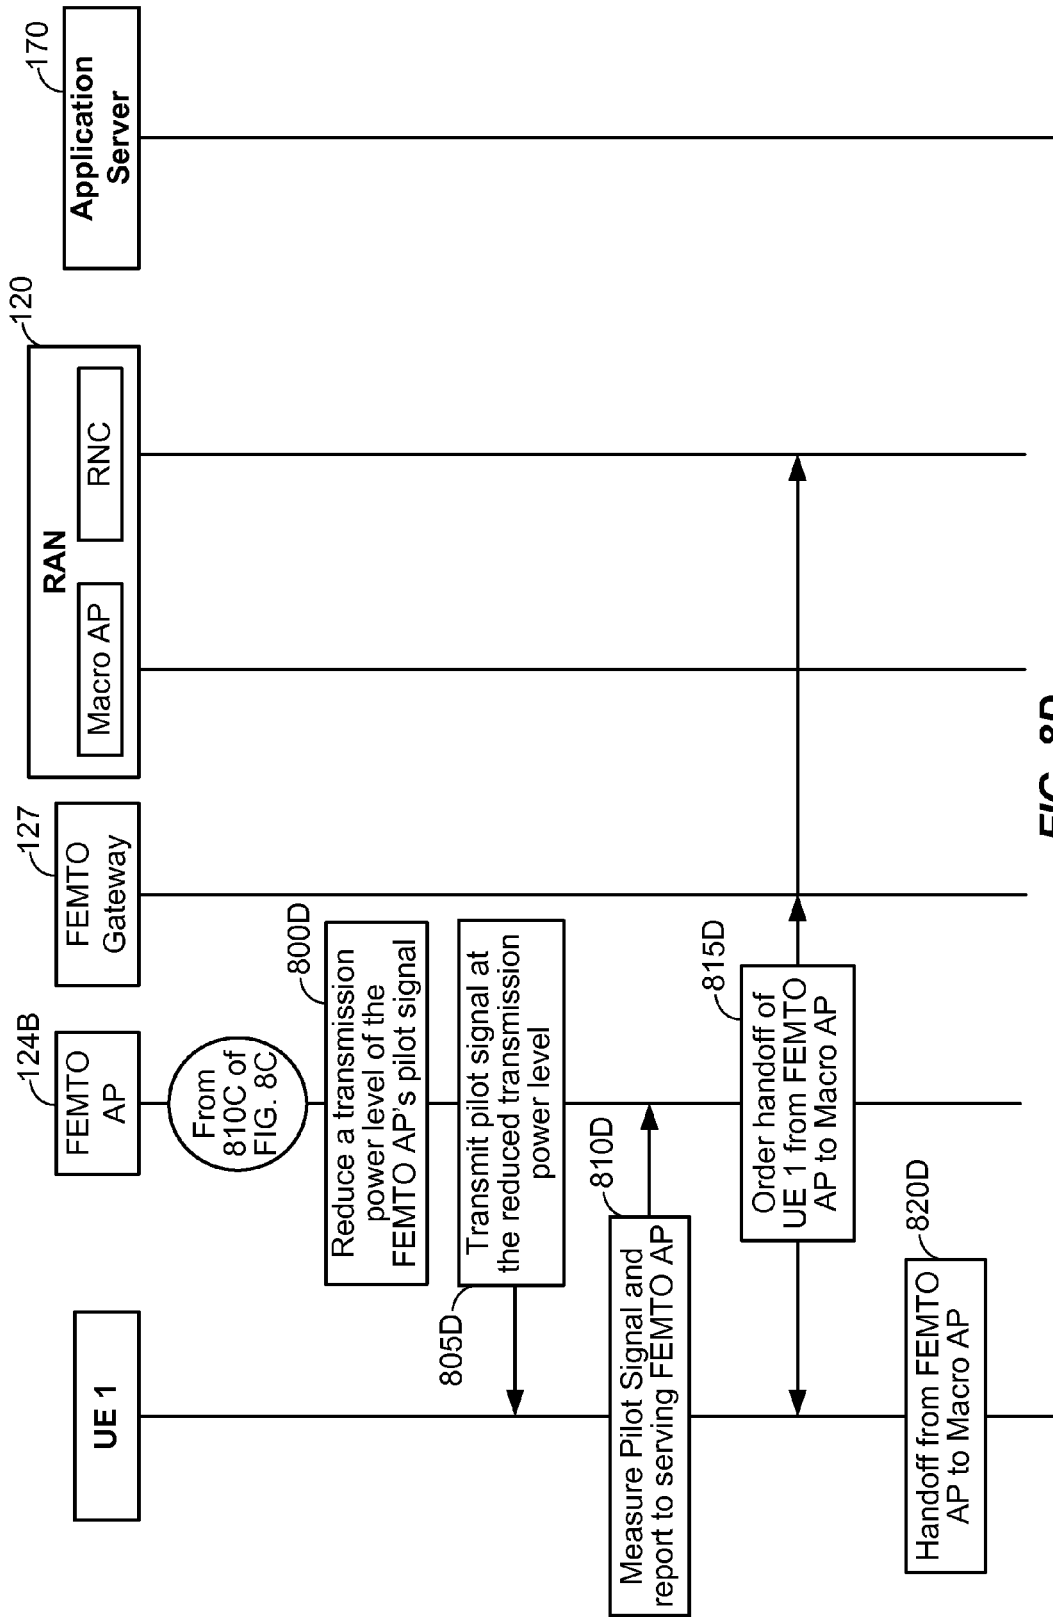 UE 1
124B
FEMTO
AP
127
FEMTO
Gateway
120
RAN
Macro AP
RNC
170
Application
Server
From
810C of
FIG. 8C
800D
Reduce a transmission
power level of the
FEMTO AP's pilot signal
805D
Transmit pilot signal at
the reduced transmission
power level
810D
Measure Pilot Signal and
report to serving FEMTO AP
815D
Order handoff of
UE 1 from FEMTO
AP to Macro AP
820D
Handoff from FEMTO
AP to Macro AP
FIG. 8D